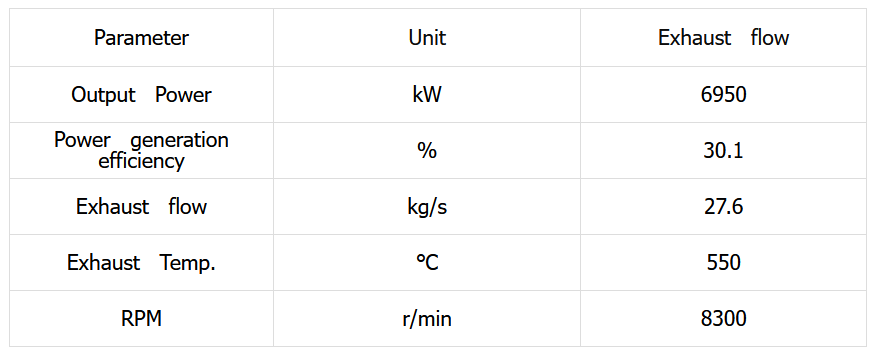 Parameter Unit Exhaust flow
Output Power kW 6950
Power generation
efficiency % 30.1
Exhaust flow kg/s 27.6
Exhaust Temp. ℃ 550
RPM r/min 8300